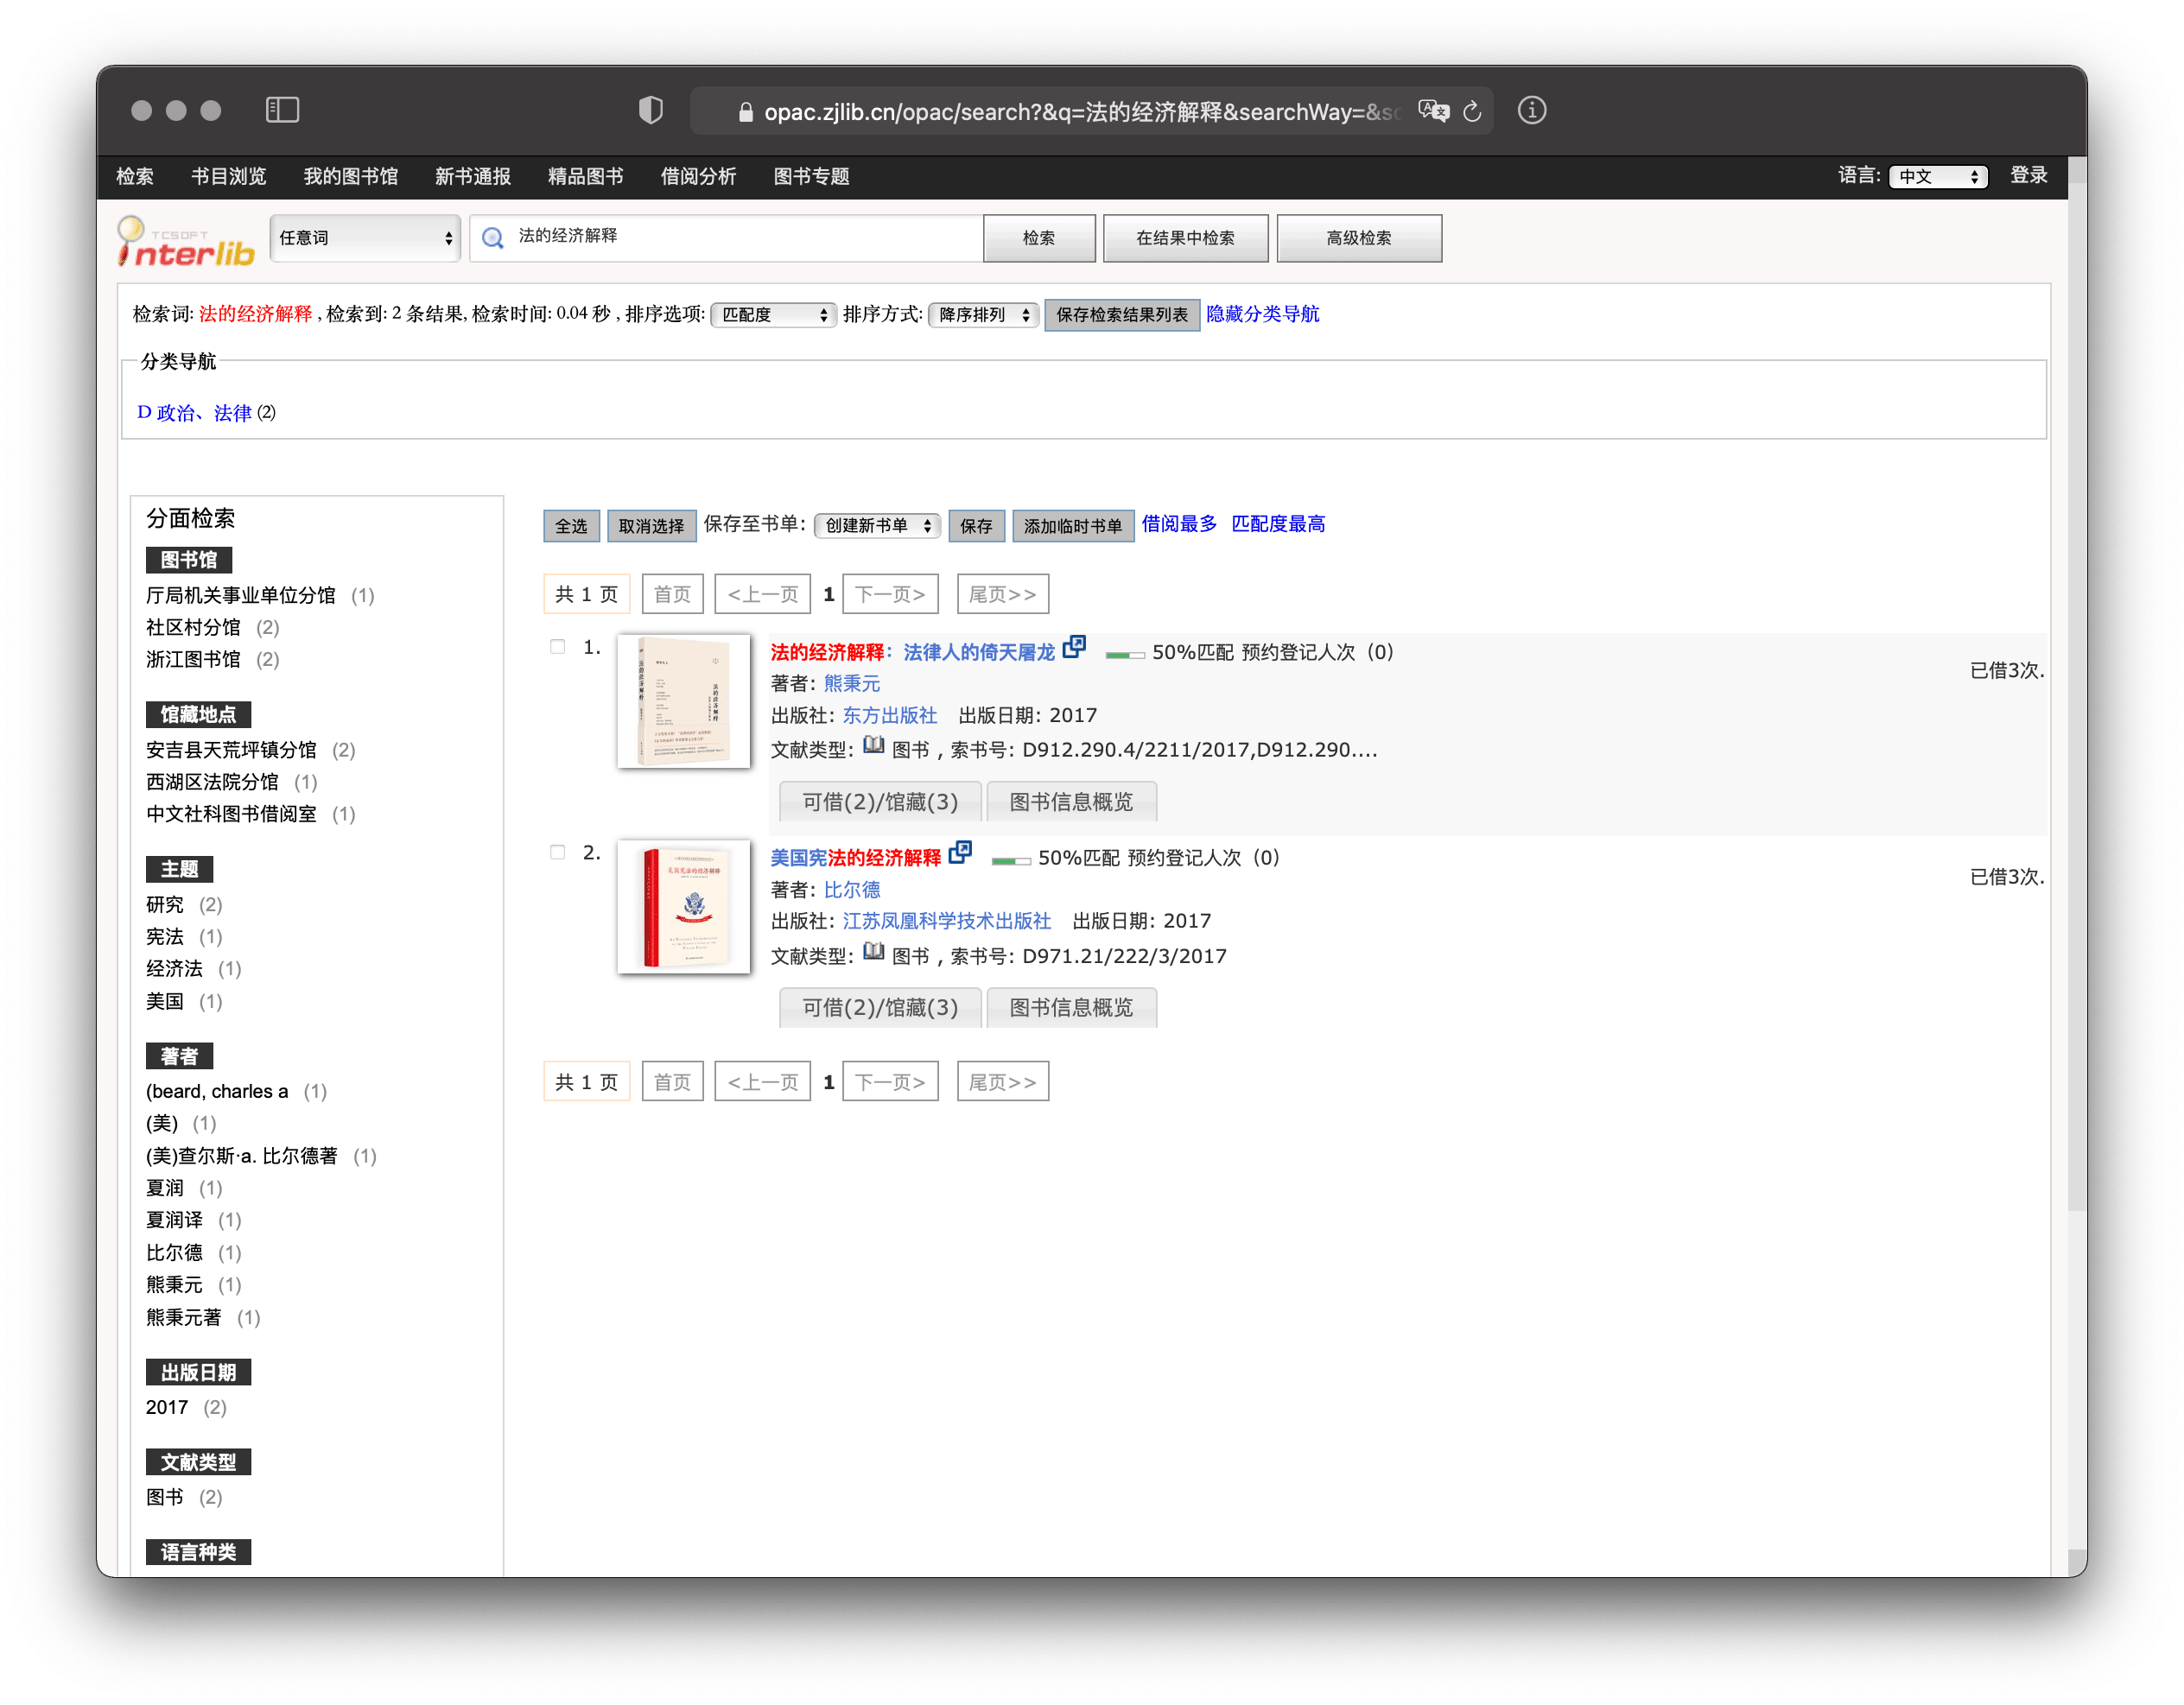 opac.zjlib.cn/opac/search?&q=法的经济解释&searchWay=&sc
检索 书目浏览 我的图书馆 新书通报 精品图书 借阅分析 图书专题 语言: 中文 登录
TCSOFT
interlib 任意词 法的经济解释 检索 在结果中检索 高级检索
检索词: 法的经济解释 , 检索到: 2 条结果, 检索时间: 0.04 秒 , 排序选项: 匹配度 排序方式: 降序排列 保存检索结果列表 隐藏分类导航
分类导航
D 政治、法律 (2)
分面检索
图书馆
厅局机关事业单位分馆 (1)
社区村分馆 (2)
浙江图书馆 (2)
馆藏地点
安吉县天荒坪镇分馆 (2)
西湖区法院分馆 (1)
中文社科图书借阅室 (1)
主题
研究 (2)
宪法 (1)
经济法 (1)
美国 (1)
著者
(beard, charles a (1)
(美) (1)
(美)查尔斯·a. 比尔德著 (1)
夏润 (1)
夏润译 (1)
比尔德 (1)
熊秉元 (1)
熊秉元著 (1)
出版日期
2017 (2)
文献类型
图书 (2)
语言种类
全选 取消选择 保存至书单: 创建新书单 保存 添加临时书单 借阅最多 匹配度最高
共 1 页 首页 <上一页 1 下一页> 尾页>>
1. 法的经济解释: 法律人的倚天屠龙 50%匹配 预约登记人次（0）
已借3次.
著者: 熊秉元
出版社: 东方出版社 出版日期: 2017
文献类型: 图书 , 索书号: D912.290.4/2211/2017,D912.290....
可借(2)/馆藏(3) 图书信息概览
法的经济解释
2. 美国宪法的经济解释 50%匹配 预约登记人次（0）
已借3次.
著者: 比尔德
出版社: 江苏凤凰科学技术出版社 出版日期: 2017
文献类型: 图书 , 索书号: D971.21/222/3/2017
可借(2)/馆藏(3) 图书信息概览
美国宪法的经济解释
共 1 页 首页 <上一页 1 下一页> 尾页>>